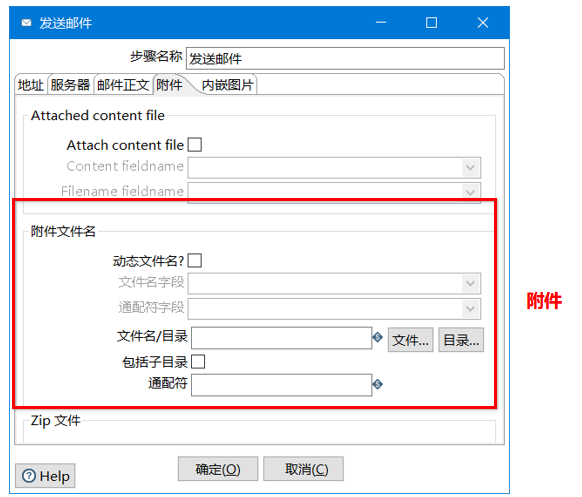 发送邮件
步骤名称 发送邮件
地址 服务器 邮件正文 附件 内嵌图片
Attached content file
Attach content file
Content fieldname
Filename fieldname
附件文件名
动态文件名?
文件名字段
通配符字段
文件名/目录 文件... 目录...
包括子目录
通配符
附件
Zip 文件
确定(O) 取消(C)
Help